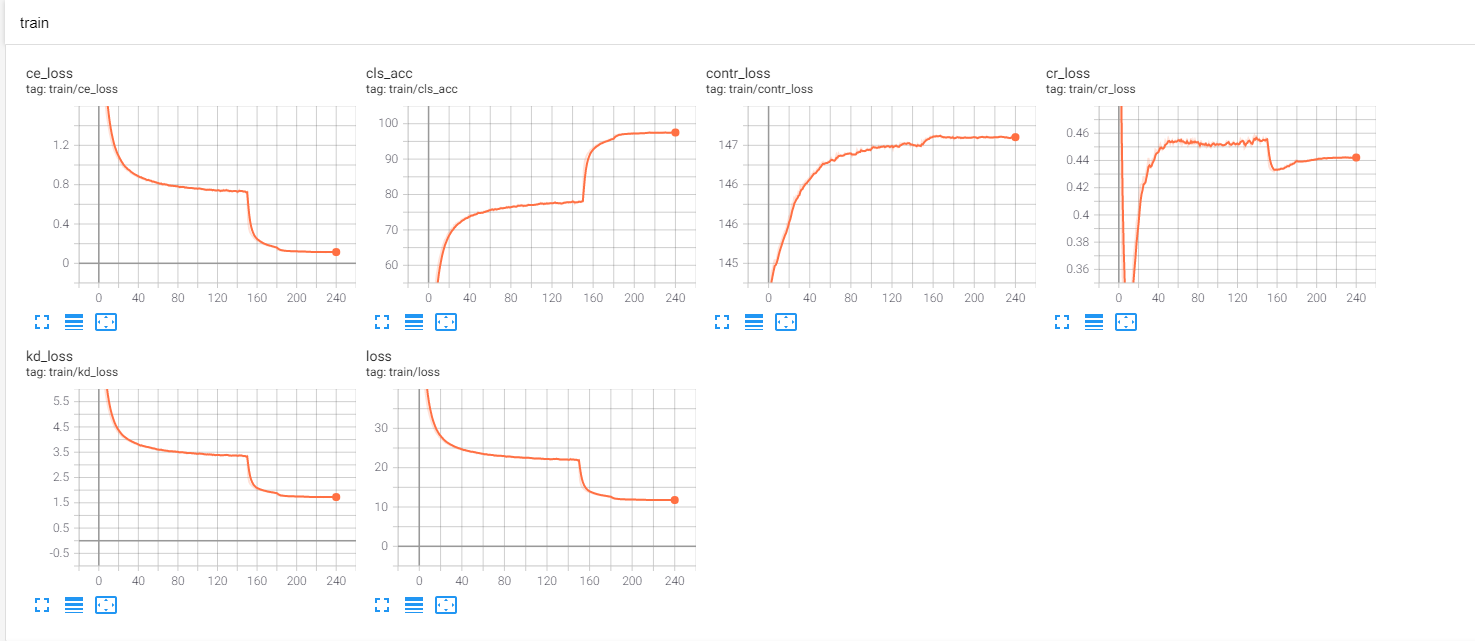 train
ce_loss
tag: train/ce_loss
1.2
0.8
0.4
0
0 40 80 120 160 200 240
cls_acc
tag: train/cls_acc
100
90
80
70
60
0 40 80 120 160 200 240
contr_loss
tag: train/contr_loss
147
146
146
145
0 40 80 120 160 200 240
cr_loss
tag: train/cr_loss
0.46
0.44
0.42
0.4
0.38
0.36
0 40 80 120 160 200 240
kd_loss
tag: train/kd_loss
5.5
4.5
3.5
2.5
1.5
0.5
-0.5
0 40 80 120 160 200 240
loss
tag: train/loss
30
20
10
0
0 40 80 120 160 200 240